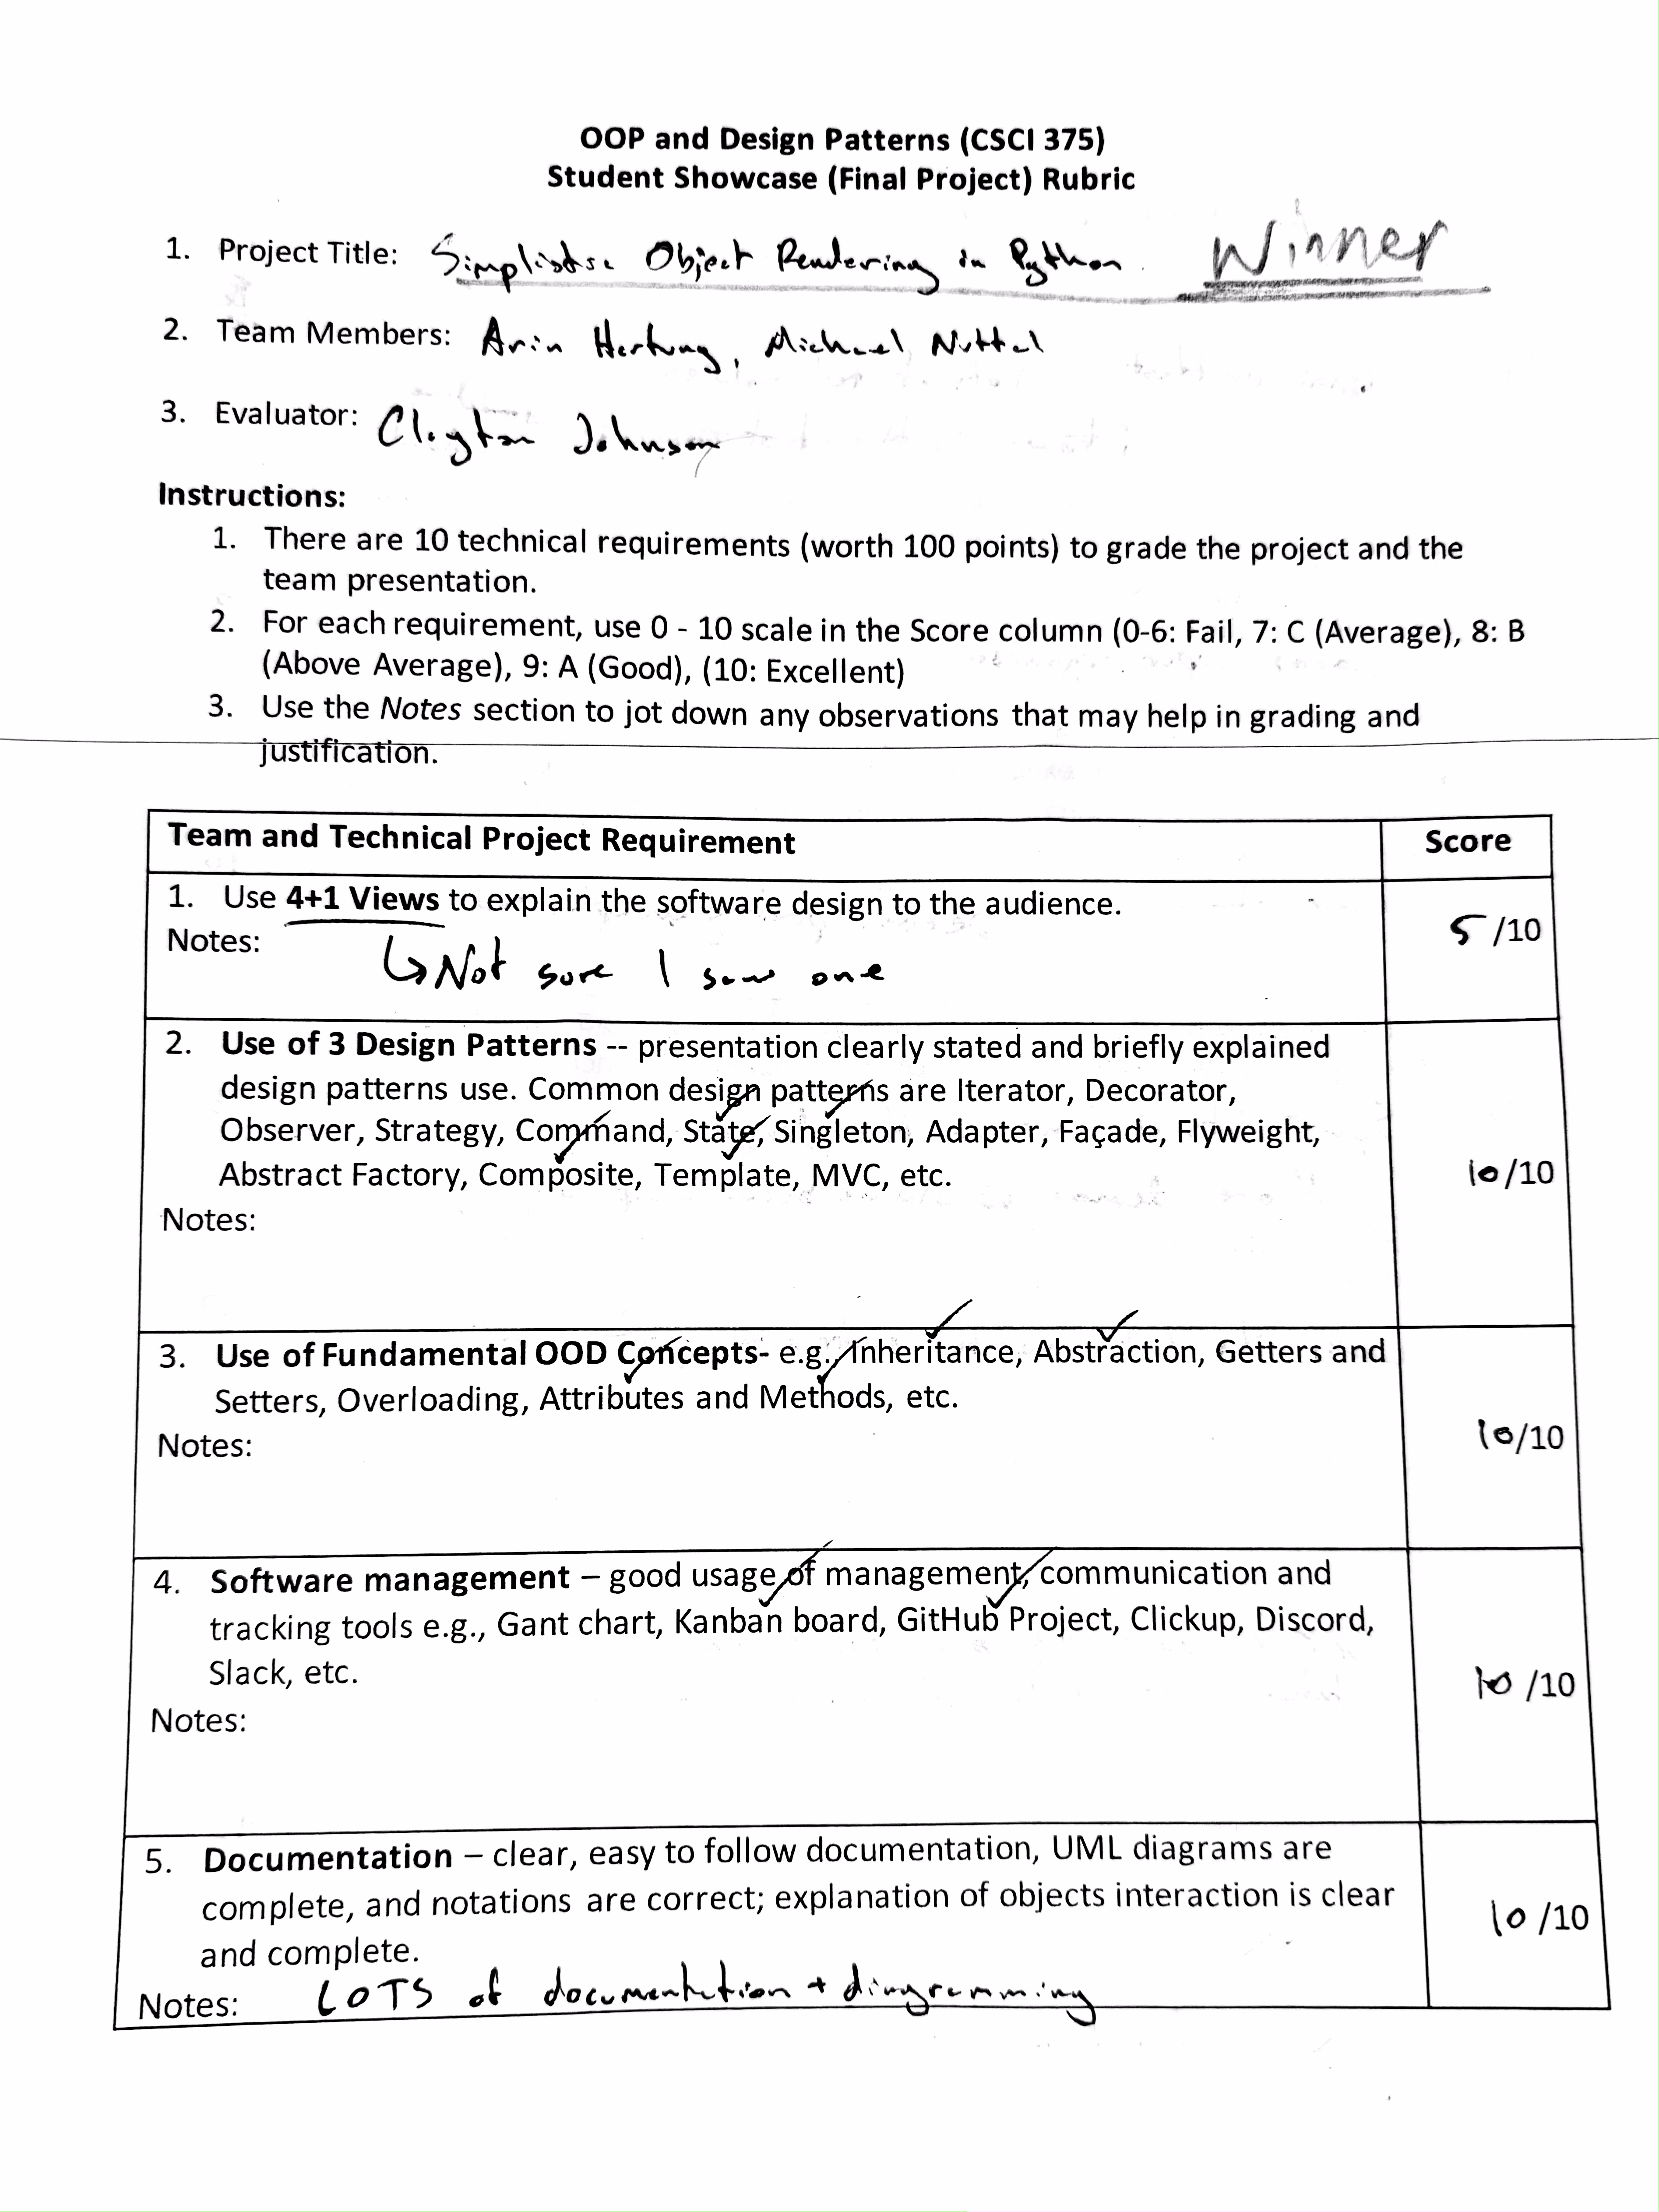 OOP and Design Patterns (CSCI 375)
Student Showcase (Final Project) Rubric
1. Project Title: Object Rendering in Python Winner
2. Team Members: Arin Hartung, Michael Nuttal
3. Evaluator: Clayton Johnson
Instructions:
1. There are 10 technical requirements (worth 100 points) to grade the project and the
team presentation.
2. For each requirement, use 0 - 10 scale in the Score column (0-6: Fail, 7: C (Average), 8: B
(Above Average), 9: A (Good), (10: Excellent)
3. Use the Notes section to jot down any observations that may help in grading and
justification.
Team and Technical Project Requirement Score
1. Use 4+1 Views to explain the software design to the audience.
Notes: 5 /10
↳ Not sure I saw one
2. Use of 3 Design Patterns -- presentation clearly stated and briefly explained
design patterns use. Common design patterns are Iterator, Decorator,
Observer, Strategy, Command, State, Singleton, Adapter, Façade, Flyweight,
Abstract Factory, Composite, Template, MVC, etc. 10/10
Notes:
3. Use of Fundamental OOD Concepts- e.g., Inheritance, Abstraction, Getters and
Setters, Overloading, Attributes and Methods, etc.
Notes: 10/10
4. Software management – good usage of management, communication and
tracking tools e.g., Gant chart, Kanban board, GitHub Project, Clickup, Discord,
Slack, etc. 10 /10
Notes:
5. Documentation – clear, easy to follow documentation, UML diagrams are
complete, and notations are correct; explanation of objects interaction is clear 10 /10
and complete.
Notes: LOTS of documentation + diagramming